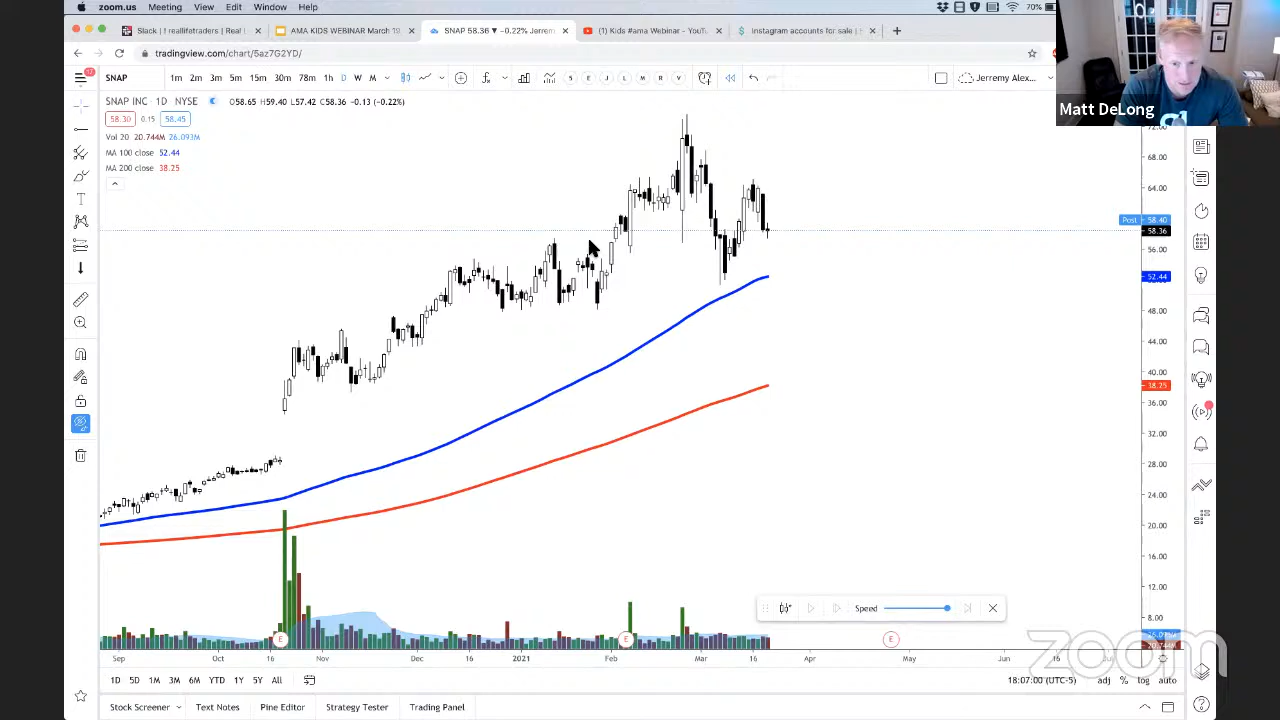 zoom.us Meeting View Edit Window Help 70%
Slack | ! reallifetraders | Real L
AMA KIDS WEBINAR March 19
SNAP 58.36 ▼ −0.22% Jerrem
(1) Kids #ama Webinar - YouT
instagram accounts for sale | S
tradingview.com/chart/5az7G2YD/
17
SNAP 1m 2m 3m 5m 15m 30m 78m 1h D W M S E J L M R V Jerremy Alex...
Matt DeLong
SNAP INC · 1D · NYSE O58.65 H59.40 L57.42 C58.36 -0.13 (-0.22%)
58.30 0.15 58.45
Vol 20 20.744M 26.093M
MA 100 close 52.44
MA 200 close 38.25
72.00
68.00
64.00
Post 58.40
58.36
56.00
52.44
48.00
44.00
40.00
38.25
36.00
32.00
28.00
24.00
20.00
16.00
12.00
8.00
Speed
E E E
Sep Oct 16 Nov Dec 16 2021 Feb Mar 16 Apr May Jun 16 Jul
zoom
1D 5D 1M 3M 6M YTD 1Y 5Y All 18:07:00 (UTC-5) adj % log auto
Stock Screener Text Notes Pine Editor Strategy Tester Trading Panel